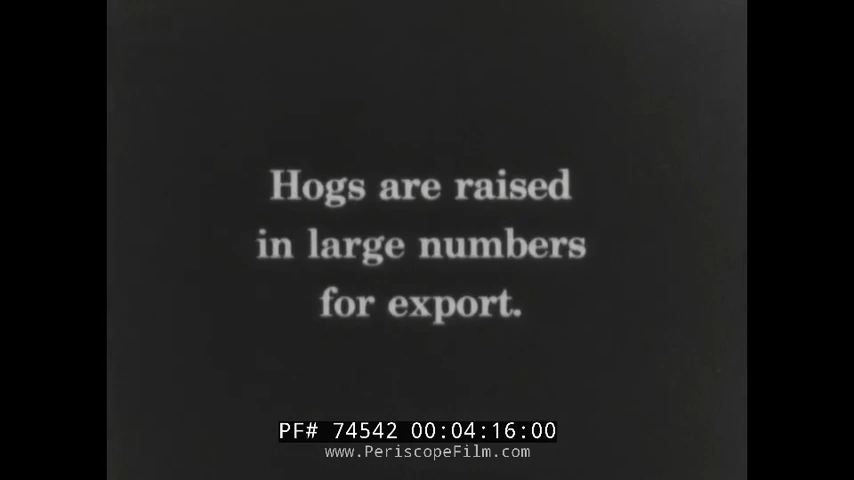 Hogs are raised
in large numbers
for export.
PF# 74542 00:04:16:00
www.PeriscopeFilm.com